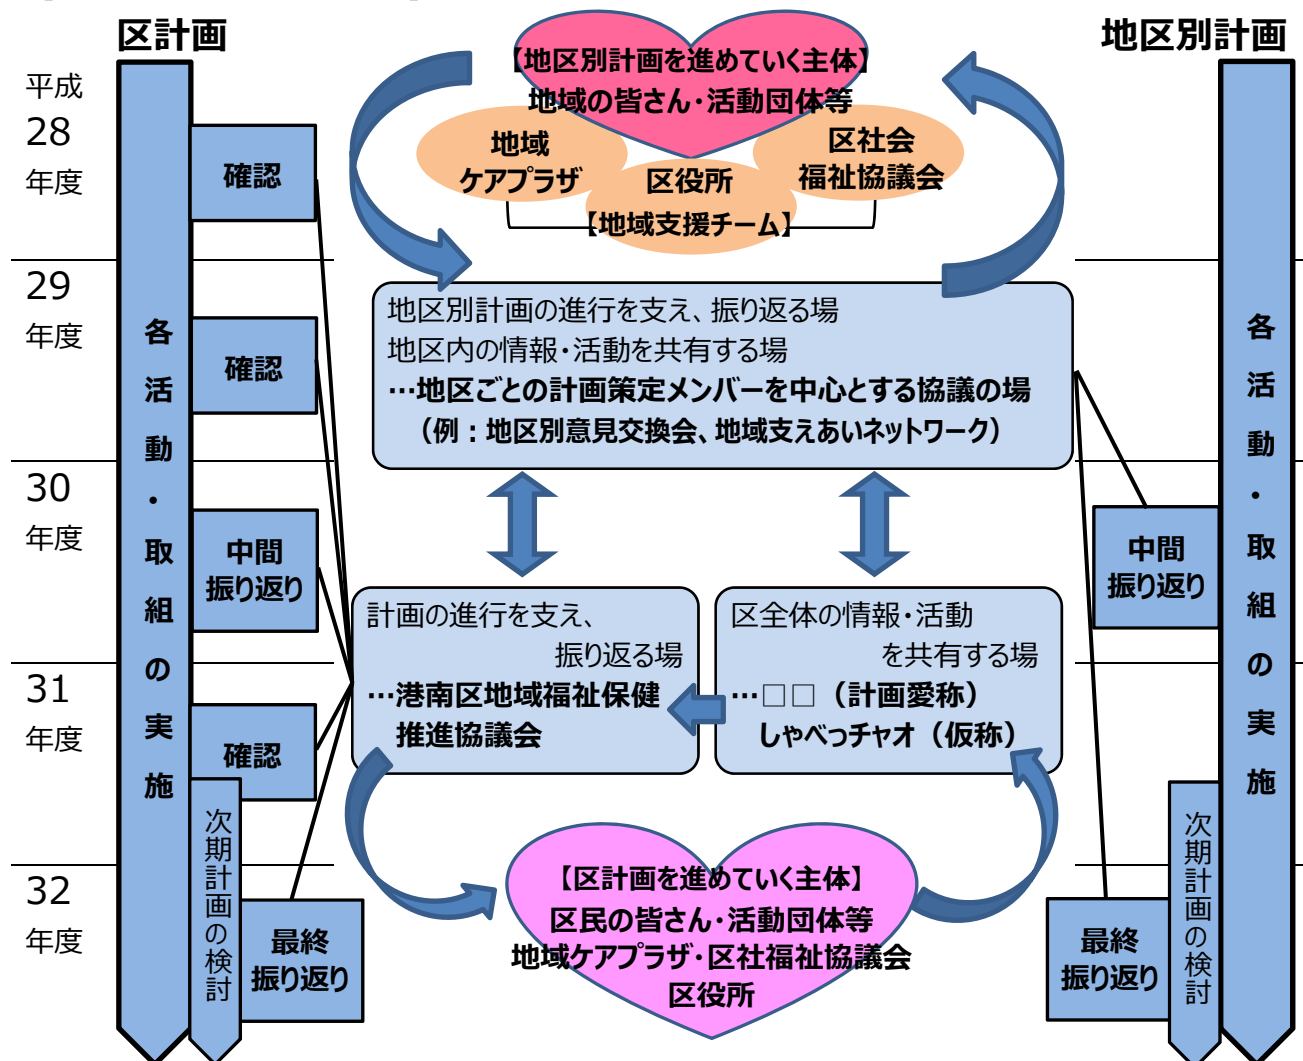 区計画
地区別計画
平成
28
年度
29
年度
30
年度
31
年度
32
年度
各活動・取組の実施
確認
確認
中間
振り返り
確認
次期計画の検討
最終
振り返り
【地区別計画を進めていく主体】
地域の皆さん・活動団体等
地域
ケアプラザ
区役所
区社会
福祉協議会
【地域支援チーム】
地区別計画の進行を支え、振り返る場
地区内の情報・活動を共有する場
…地区ごとの計画策定メンバーを中心とする協議の場
（例：地区別意見交換会、地域支えあいネットワーク）
計画の進行を支え、
振り返る場
…港南区地域福祉保健
推進協議会
区全体の情報・活動
を共有する場
…□□（計画愛称）
しゃべっチャオ（仮称）
【区計画を進めていく主体】
区民の皆さん・活動団体等
地域ケアプラザ・区社福祉協議会
区役所
各活動・取組の実施
中間
振り返り
次期計画の検討
最終
振り返り